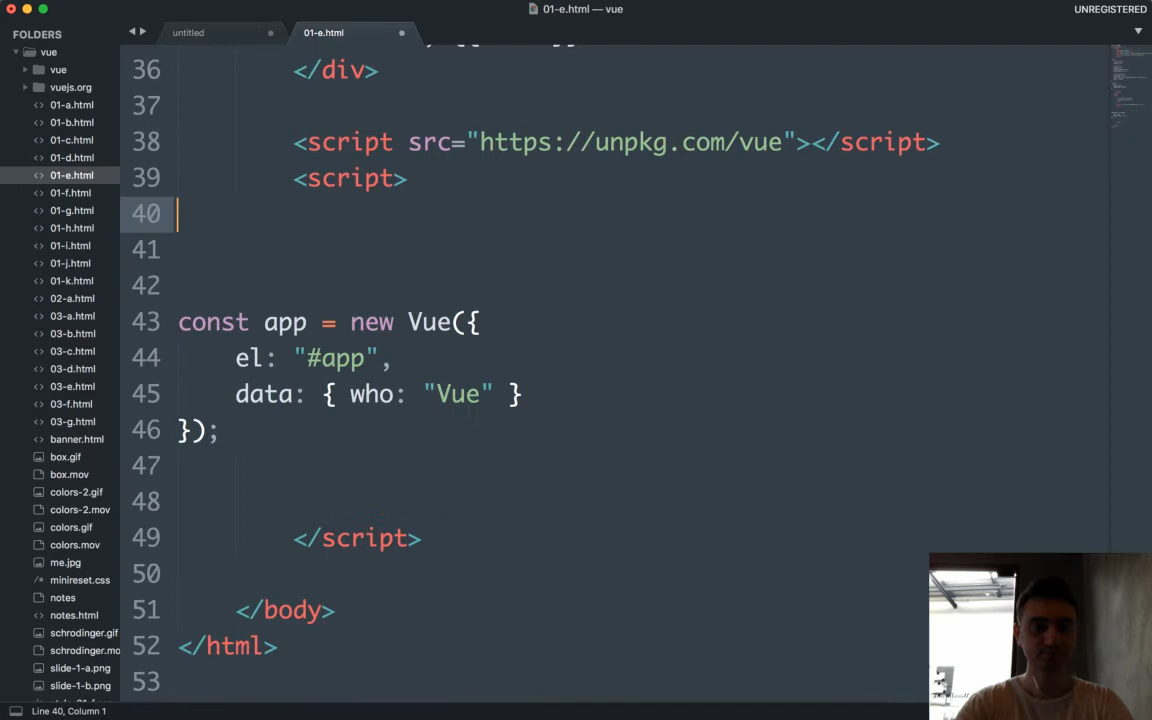 01-e.html — vue
UNREGISTERED
FOLDERS
untitled
01-e.html
vue
vue
vuejs.org
01-a.html
01-b.html
01-c.html
01-d.html
01-e.html
01-f.html
01-g.html
01-h.html
01-i.html
01-j.html
01-k.html
02-a.html
03-a.html
03-b.html
03-c.html
03-d.html
03-e.html
03-f.html
03-g.html
banner.html
box.gif
box.mov
colors-2.gif
colors-2.mov
colors.gif
colors.mov
me.jpg
minireset.css
notes
notes.html
schrodinger.gif
schrodinger.mo
slide-1-a.png
slide-1-b.png
36 </div>
37
38 <script src="https://unpkg.com/vue"></script>
39 <script>
40
41
42
43 const app = new Vue({
44 el: "#app",
45 data: { who: "Vue" }
46 });
47
48
49 </script>
50
51 </body>
52 </html>
53
Line 40, Column 1